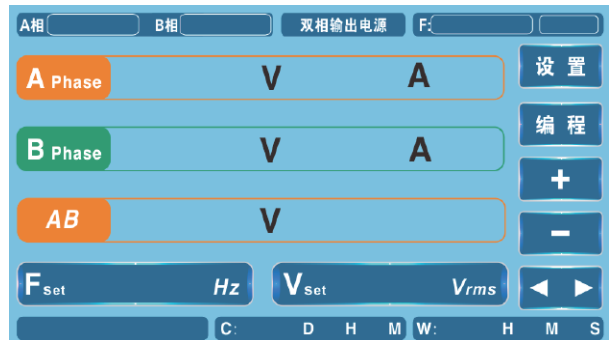 A相 B相 双相输出电源 F:
A Phase V A 设置
B Phase V A 编程
+
AB V −
Fset Hz Vset Vrms ◀ ▶
C: D H M W: H M S